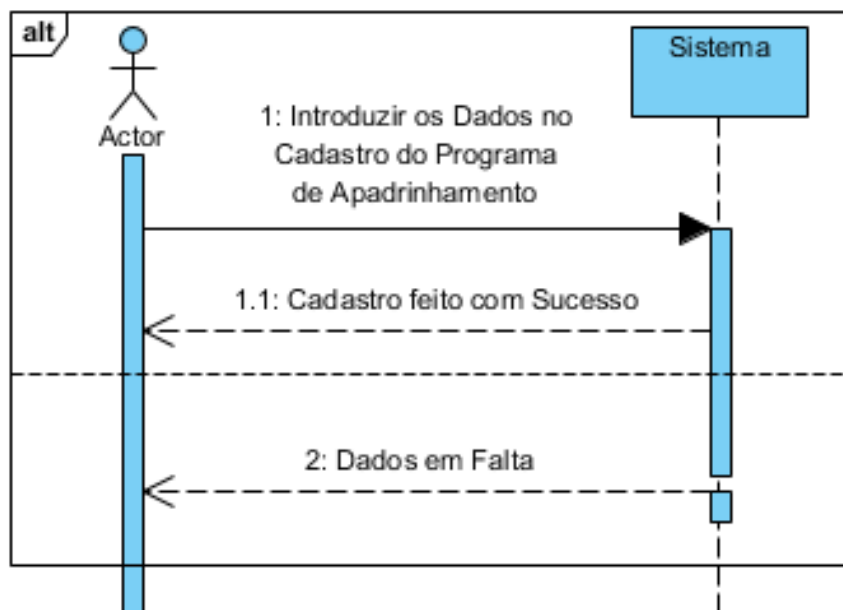 alt
Sistema
Actor
1: Introduzir os Dados no
Cadastro do Programa
de Apadrinhamento
1.1: Cadastro feito com Sucesso
2: Dados em Falta